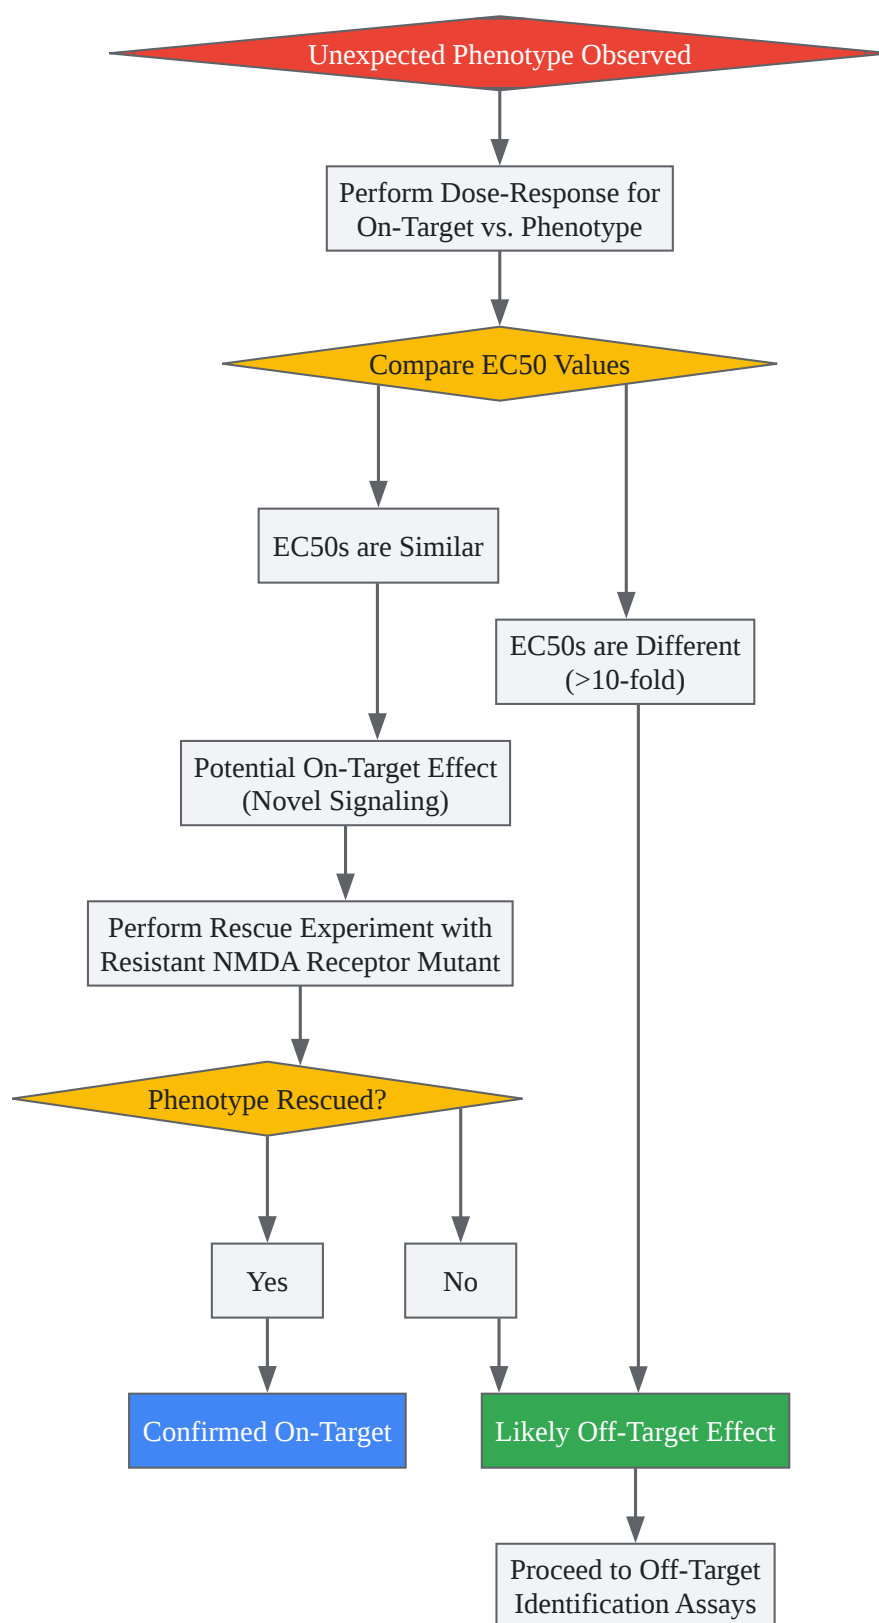 Unexpected Phenotype Observed
Perform Dose-Response for
On-Target vs. Phenotype
Compare EC50 Values
EC50s are Similar
EC50s are Different
(>10-fold)
Potential On-Target Effect
(Novel Signaling)
Perform Rescue Experiment with
Resistant NMDA Receptor Mutant
Phenotype Rescued?
Yes
No
Confirmed On-Target
Likely Off-Target Effect
Proceed to Off-Target
Identification Assays